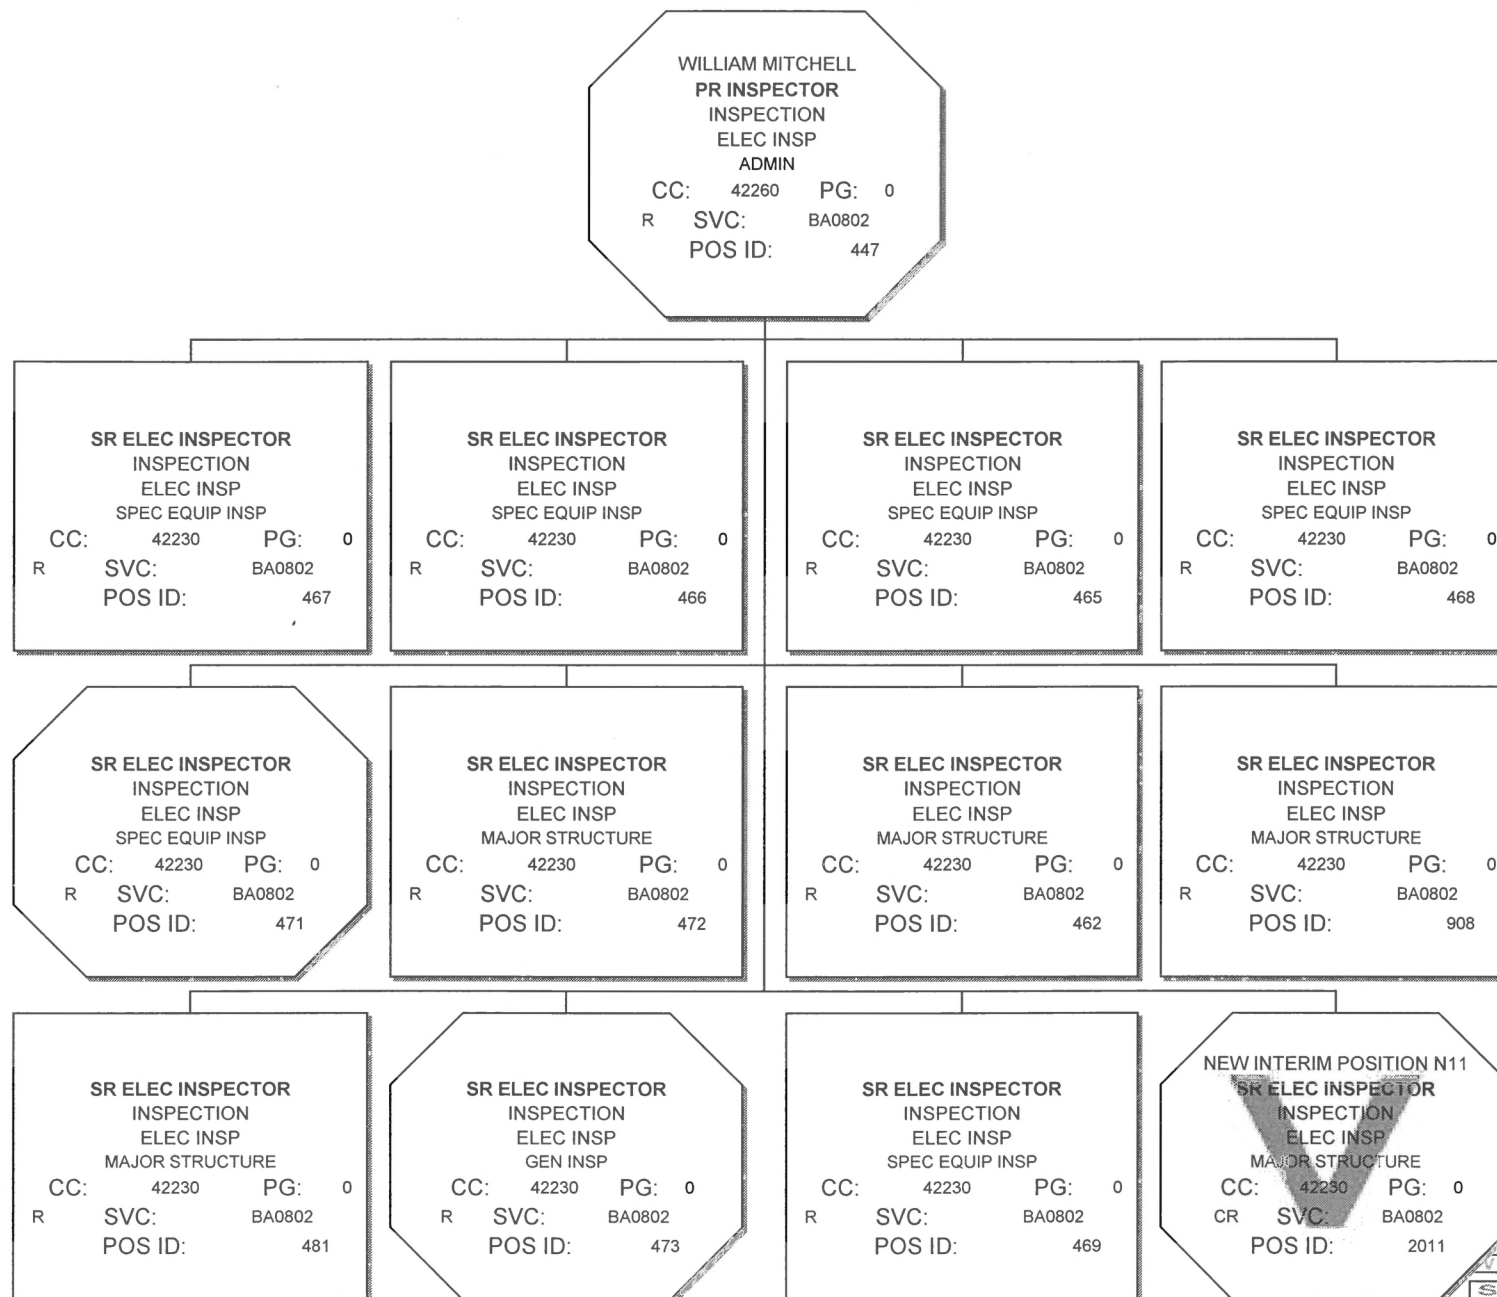 WILLIAM MITCHELL
PR INSPECTOR
INSPECTION
ELEC INSP
ADMIN
CC: 42260 PG: 0
R SVC: BA0802
POS ID: 447
SR ELEC INSPECTOR
INSPECTION
ELEC INSP
SPEC EQUIP INSP
CC: 42230 PG: 0
R SVC: BA0802
POS ID: 467
SR ELEC INSPECTOR
INSPECTION
ELEC INSP
SPEC EQUIP INSP
CC: 42230 PG: 0
R SVC: BA0802
POS ID: 466
SR ELEC INSPECTOR
INSPECTION
ELEC INSP
SPEC EQUIP INSP
CC: 42230 PG: 0
R SVC: BA0802
POS ID: 465
SR ELEC INSPECTOR
INSPECTION
ELEC INSP
SPEC EQUIP INSP
CC: 42230 PG: 0
R SVC: BA0802
POS ID: 468
SR ELEC INSPECTOR
INSPECTION
ELEC INSP
SPEC EQUIP INSP
CC: 42230 PG: 0
R SVC: BA0802
POS ID: 471
SR ELEC INSPECTOR
INSPECTION
ELEC INSP
MAJOR STRUCTURE
CC: 42230 PG: 0
R SVC: BA0802
POS ID: 472
SR ELEC INSPECTOR
INSPECTION
ELEC INSP
MAJOR STRUCTURE
CC: 42230 PG: 0
R SVC: BA0802
POS ID: 462
SR ELEC INSPECTOR
INSPECTION
ELEC INSP
MAJOR STRUCTURE
CC: 42230 PG: 0
R SVC: BA0802
POS ID: 908
SR ELEC INSPECTOR
INSPECTION
ELEC INSP
MAJOR STRUCTURE
CC: 42230 PG: 0
R SVC: BA0802
POS ID: 481
SR ELEC INSPECTOR
INSPECTION
ELEC INSP
GEN INSP
CC: 42230 PG: 0
R SVC: BA0802
POS ID: 473
SR ELEC INSPECTOR
INSPECTION
ELEC INSP
SPEC EQUIP INSP
CC: 42230 PG: 0
R SVC: BA0802
POS ID: 469
NEW INTERIM POSITION N11
SR ELEC INSPECTOR
INSPECTION
ELEC INSP
MAJOR STRUCTURE
CC: 42230 PG: 0
CR SVC: BA0802
POS ID: 2011
V